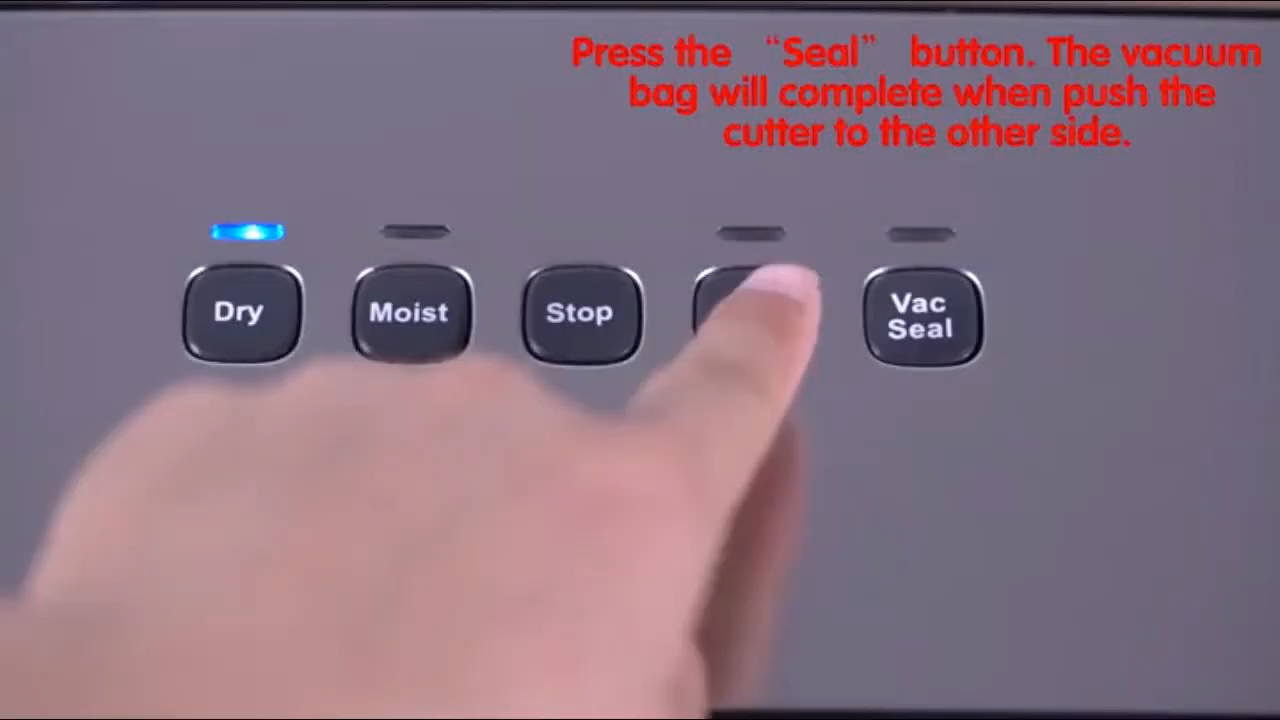 Press the “Seal” button. The vacuum
bag will complete when push the
cutter to the other side.
Dry
Moist
Stop
Vac
Seal